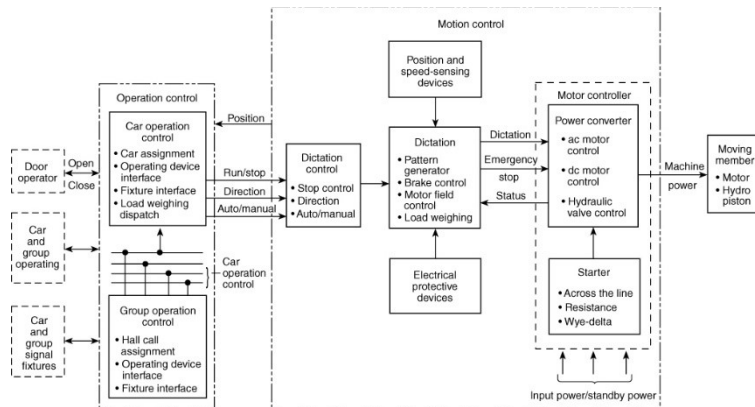 Motion control
Position and
speed-sensing
devices
Operation control
Position
Motor controller
Car operation
control
• Car assignment
• Operating device
interface
• Fixture interface
• Load weighing
dispatch
Door
operator
Open
Close
Run/stop
Direction
Auto/manual
Dictation
control
• Stop control
• Direction
• Auto/manual
Dictation
• Pattern
generator
• Brake control
• Motor field
control
• Load weighing
Dictation
Emergency
stop
Status
Power converter
• ac motor
control
• dc motor
control
• Hydraulic
valve control
Machine
power
Moving
member
• Motor
• Hydro
piston
Car
and
group
operating
Car
operation
control
Electrical
protective
devices
Starter
• Across the line
• Resistance
• Wye-delta
Car
and
group
signal
fixtures
Group operation
control
• Hall call
assignment
• Operating device
interface
• Fixture interface
Input power/standby power